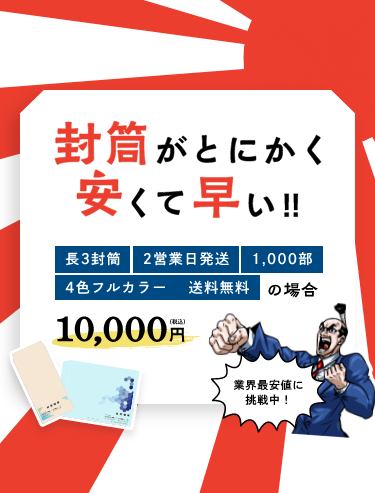 封筒がとにかく
安くて早い!!
長3封筒 2営業日発送 1,000部
4色フルカラー 送料無料 の場合
10,000円(税込)
業界最安値に
挑戦中!